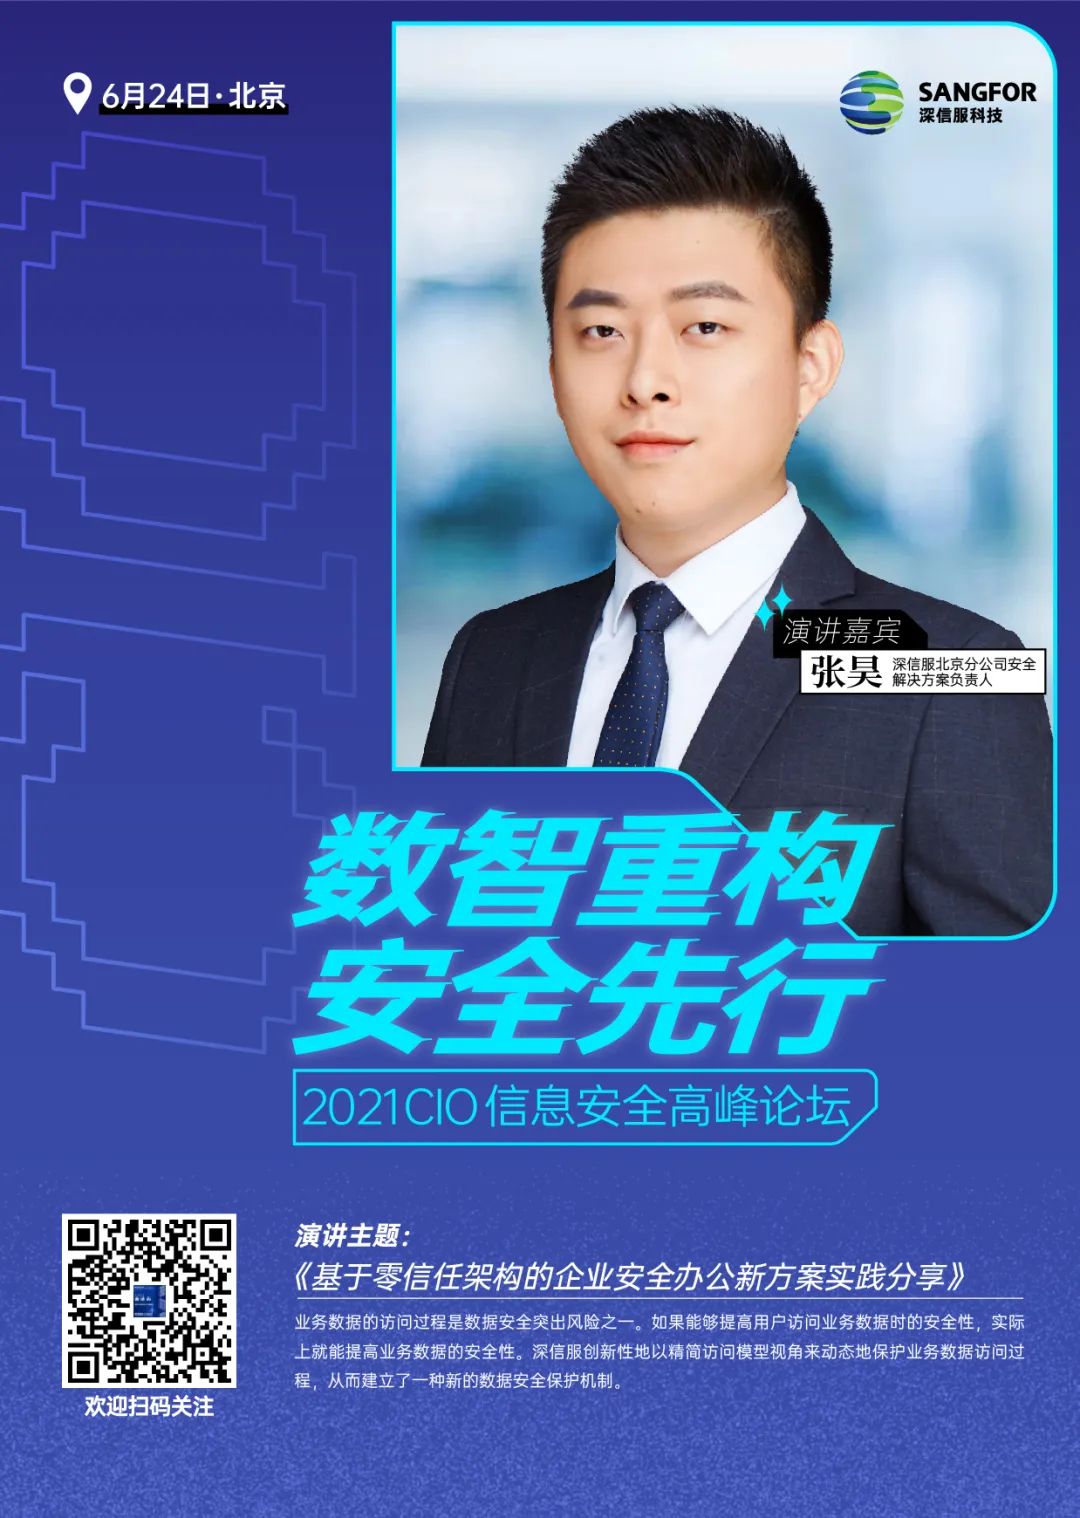 6月24日·北京
SANGFOR
深信服科技
演讲嘉宾
张昊
深信服北京分公司安全
解决方案负责人
数智重构
安全先行
2021CIO信息安全高峰论坛
演讲主题：
《基于零信任架构的企业安全办公新方案实践分享》
业务数据的访问过程是数据安全突出风险之一。如果能够提高用户访问业务数据时的安全性，实际
上就能提高业务数据的安全性。深信服创新性地以精简访问模型视角来动态地保护业务数据访问过
程，从而建立了一种新的数据安全保护机制。
欢迎扫码关注